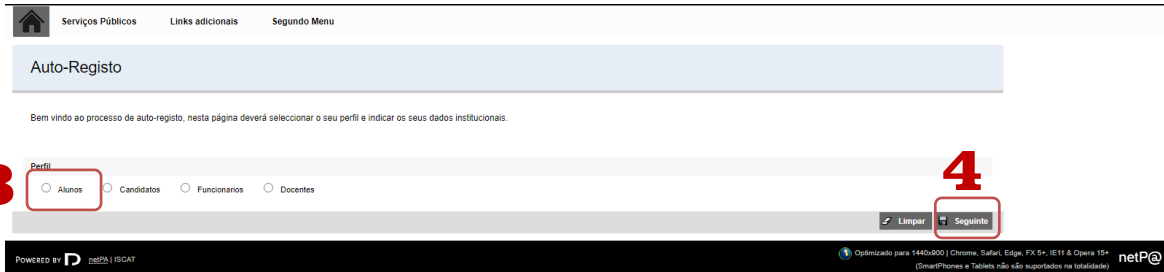 Serviços Públicos Links adicionais Segundo Menu
Auto-Registo
Bem vindo ao processo de auto-registo, nesta página deverá seleccionar o seu perfil e indicar os seus dados institucionais.
Perfil
3 Alunos Candidatos Funcionarios Docentes
4
Limpar Seguinte
POWERED BY netPA | ISCAT
Optimizado para 1440x900 | Chrome, Safari, Edge, FX 5+, IE11 & Opera 15+
(SmartPhones e Tablets não são suportados na totalidade)
netP@